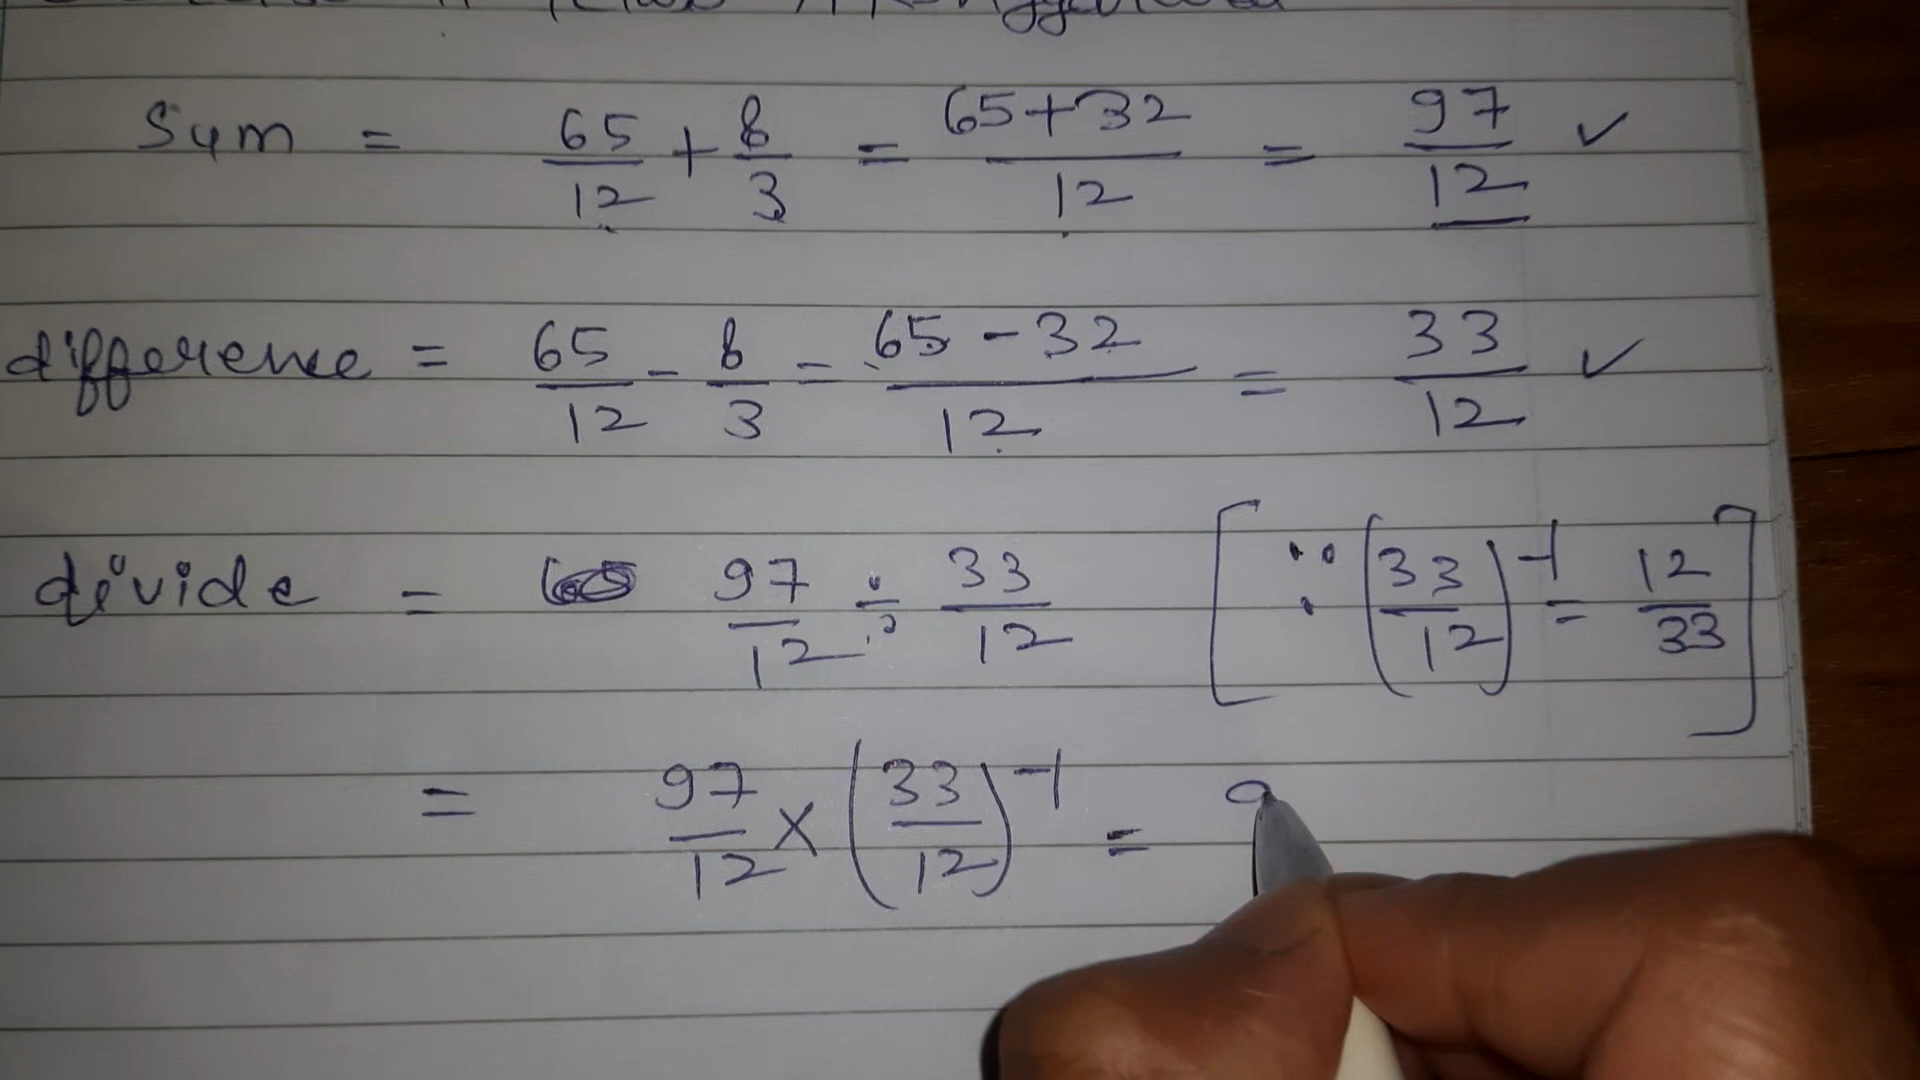 Sum = 65/12 + 8/3 = 65+32/12 = 97/12 ✓
difference = 65/12 - 8/3 = 65-32/12 = 33/12 ✓
divide = 97/12 ÷ 33/12 [∵ (33/12)^-1 = 12/33]
= 97/12 × (33/12)^-1 = 9